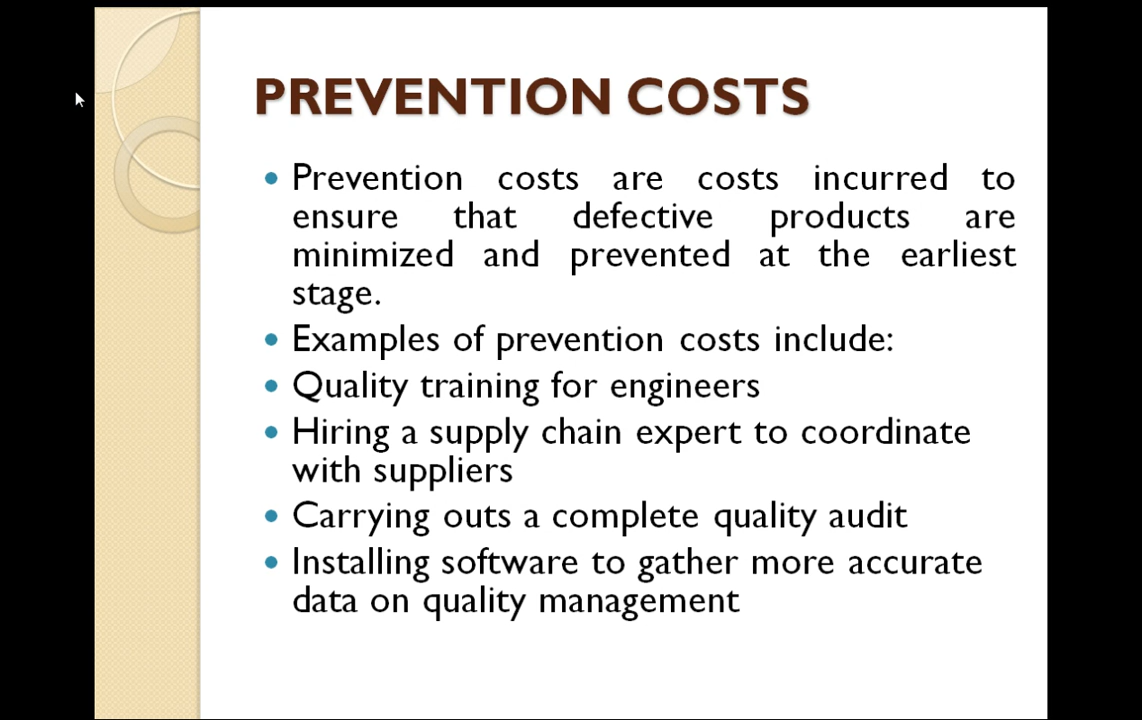 PREVENTION COSTS
• Prevention costs are costs incurred to
ensure that defective products are
minimized and prevented at the earliest
stage.
• Examples of prevention costs include:
• Quality training for engineers
• Hiring a supply chain expert to coordinate
with suppliers
• Carrying outs a complete quality audit
• Installing software to gather more accurate
data on quality management